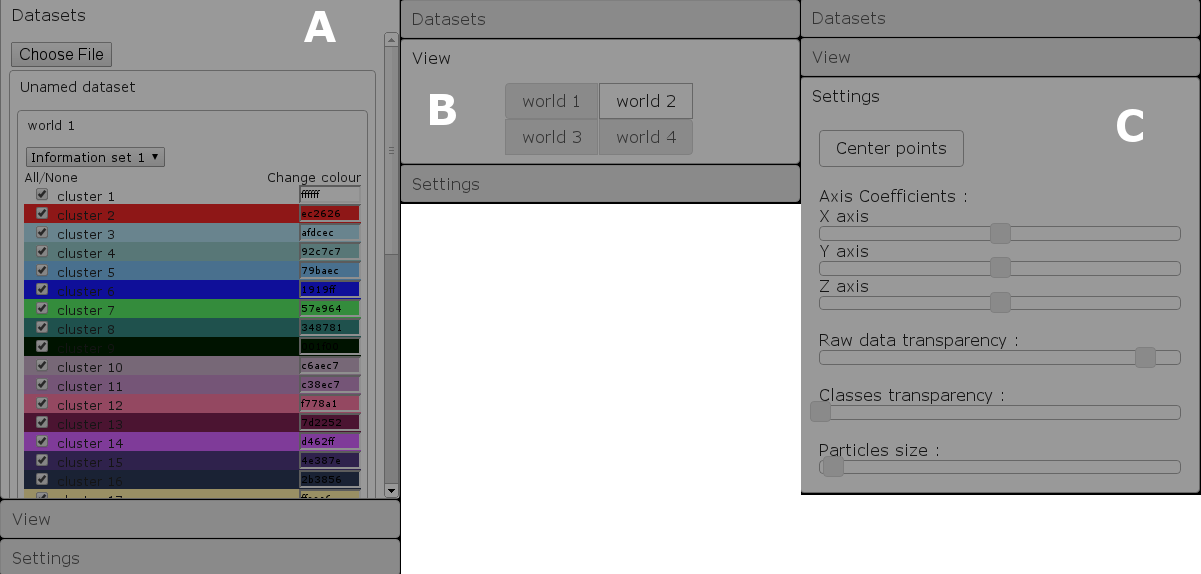 Datasets
A
Choose File
Unamed dataset
world 1
Information set 1
All/None Change colour
cluster 1 ffffff
cluster 2 ec2626
cluster 3 afdcec
cluster 4 92c7c7
cluster 5 79baec
cluster 6 1919ff
cluster 7 57e964
cluster 8 348781
cluster 9
cluster 10 c6aec7
cluster 11 c38ec7
cluster 12 f778a1
cluster 13 7d2252
cluster 14 d462ff
cluster 15 4e387e
cluster 16 2b3856
cluster 17
View
Settings
Datasets
View
B
world 1 world 2
world 3 world 4
Settings
Datasets
View
Settings
C
Center points
Axis Coefficients :
X axis
Y axis
Z axis
Raw data transparency :
Classes transparency :
Particles size :